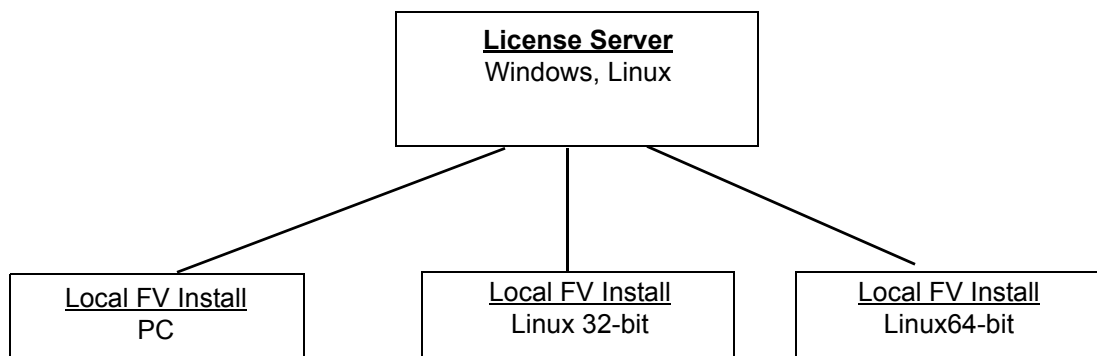 License Server
Windows, Linux
Local FV Install
PC
Local FV Install
Linux 32-bit
Local FV Install
Linux64-bit